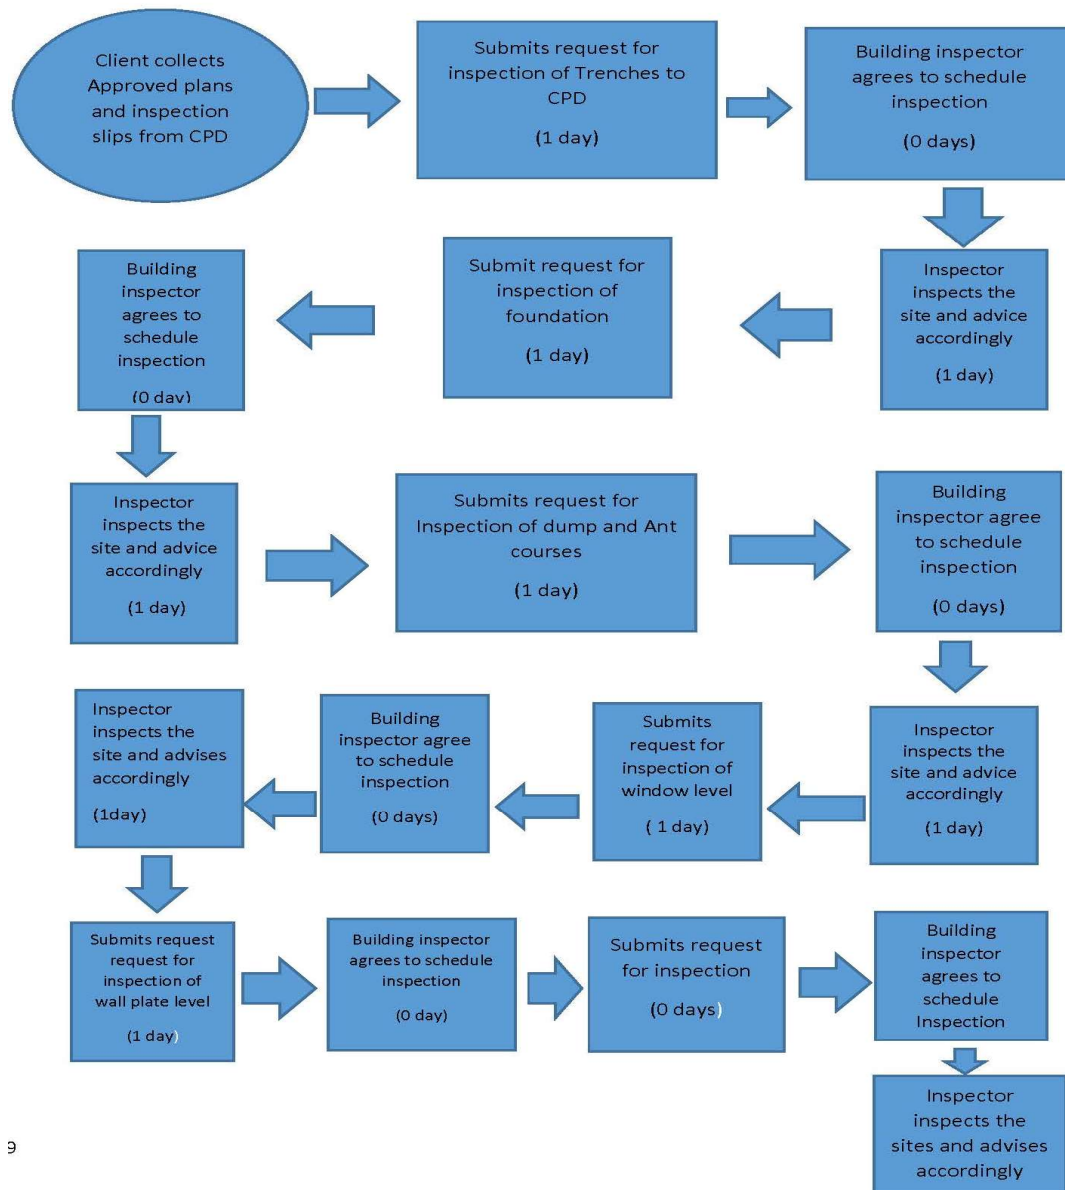 Client collects
Approved plans
and inspection
slips from CPD
Submits request for
inspection of Trenches to
CPD
(1 day)
Building inspector
agrees to schedule
inspection
(0 days)
Inspector
inspects the
site and advice
accordingly
(1 day)
Submit request for
inspection of
foundation
(1 day)
Building
inspector
agrees to
schedule
inspection
(0 day)
Inspector
inspects the
site and advice
accordingly
(1 day)
Submits request for
Inspection of dump and Ant
courses
(1 day)
Building
inspector agree
to schedule
inspection
(0 days)
Inspector
inspects the
site and advice
accordingly
(1 day)
Submits
request for
inspection of
window level
( 1 day)
Building
inspector agree
to schedule
inspection
(0 days)
Inspector
inspects the
site and advises
accordingly
(1day)
Submits request
request for
inspection of
wall plate level
(1 day)
Building inspector
agrees to schedule
inspection
(0 day)
Submits request
for inspection
(0 days)
Building
inspector
agrees to
schedule
Inspection
Inspector
inspects the
sites and advises
accordingly
9